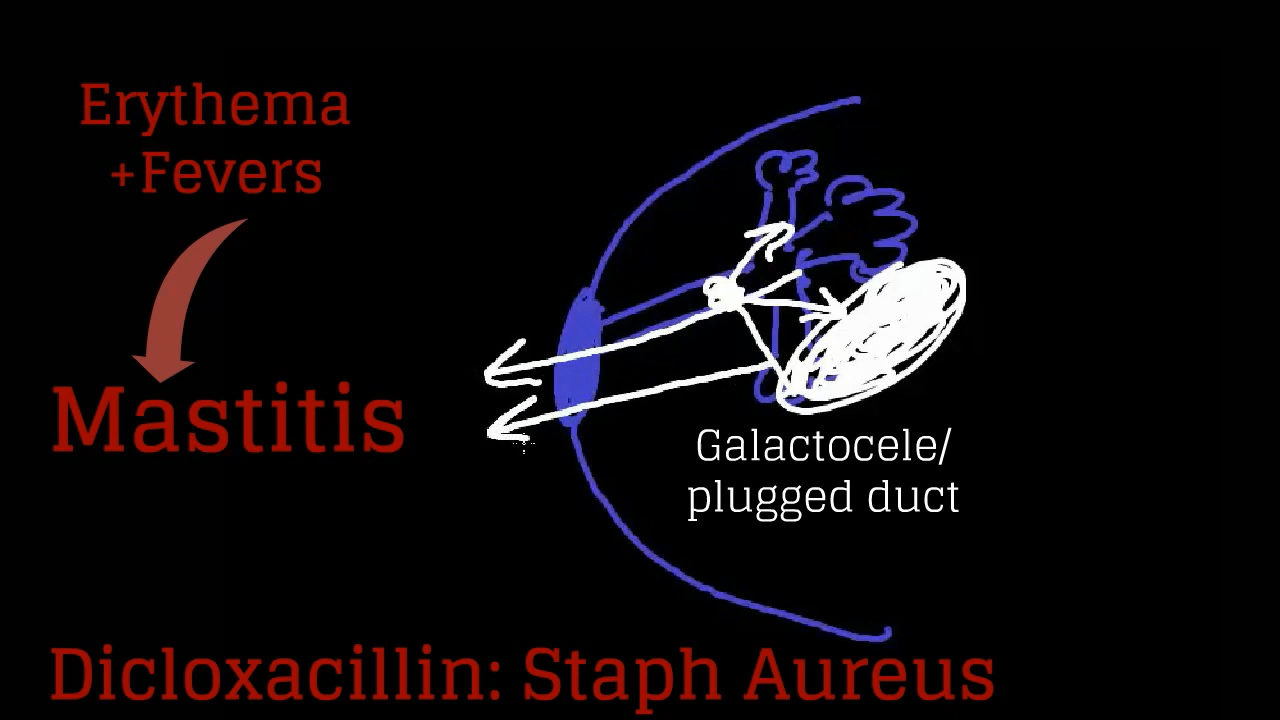 Erythema
+Fevers
Mastitis
Galactocele/
plugged duct
Dicloxacillin: Staph Aureus